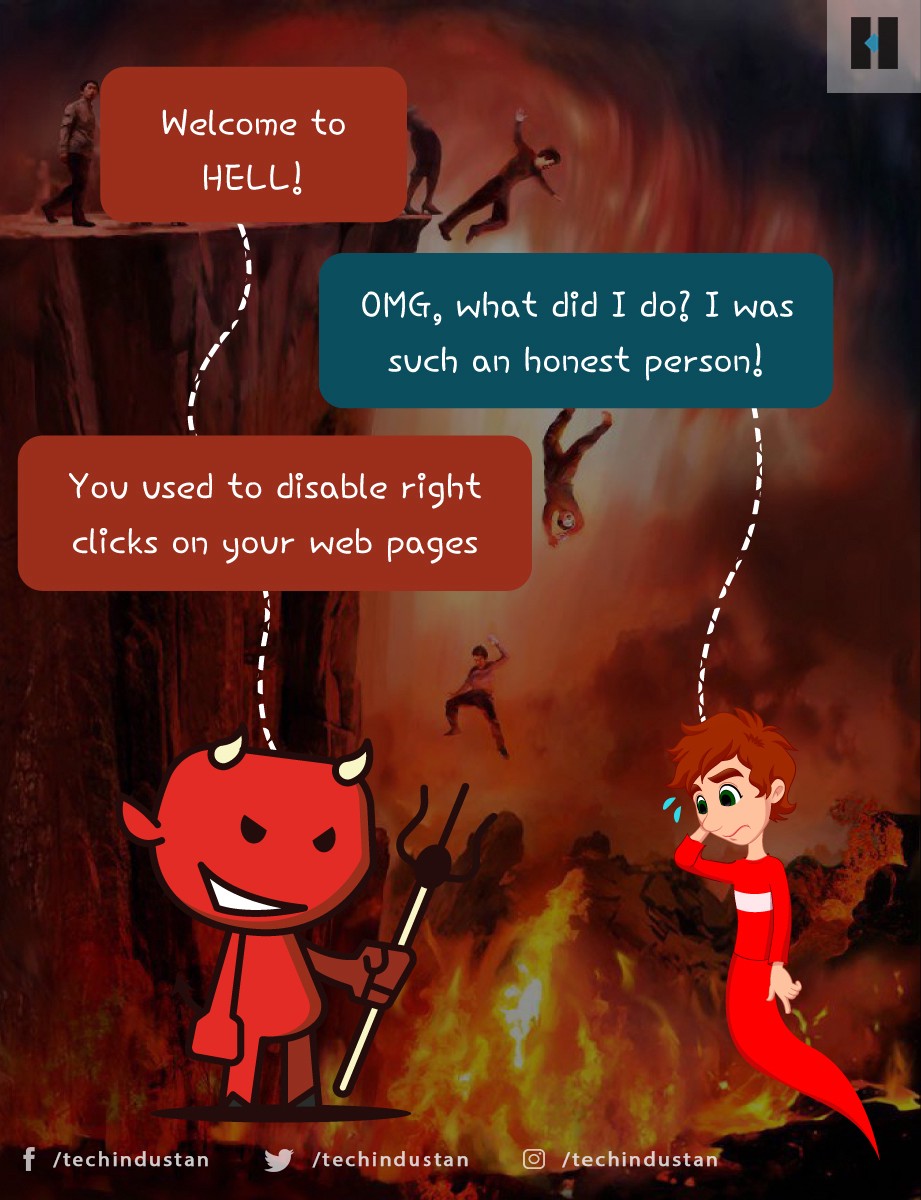 Welcome to
HELL!
OMG, what did I do? I was
such an honest person!
You used to disable right
clicks on your web pages
/techindustan /techindustan /techindustan